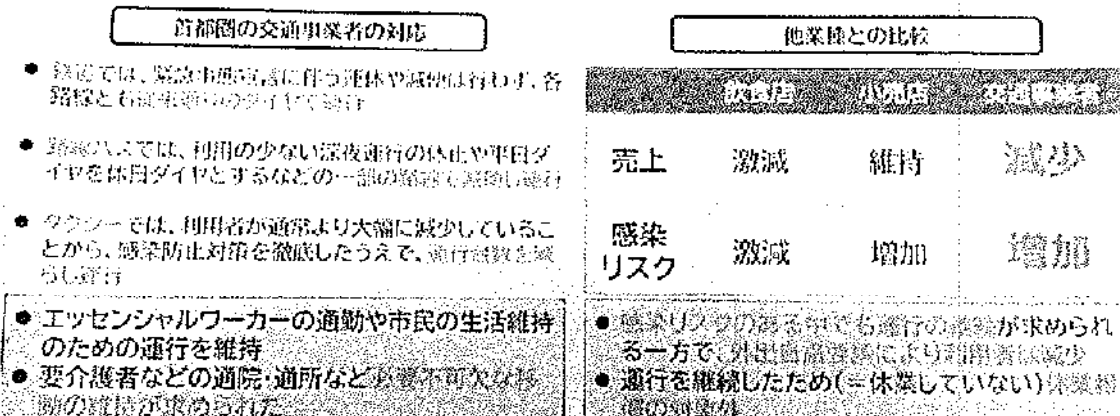 首都圏の交通事業者の対応
● 鉄道では、緊急事態宣言に伴う運休や減便は行わず、各
路線とも従来通りのダイヤで運行
● 路線バスでは、利用の少ない深夜運行の休止や平日ダ
イヤを休日ダイヤとするなどの一部の路線で減便し運行
● タクシーでは、利用者が通常より大幅に減少しているこ
とから、感染防止対策を徹底したうえで、運行台数を減
らし運行
● エッセンシャルワーカーの通勤や市民の生活維持
のための運行を維持
● 要介護者などの通院・通所など必要不可欠な移
動の維持が求められた
他業種との比較
飲食店 小売店 交通事業者
売上 激減 維持 減少
感染
リスク 激減 増加 増加
● 感染リスクのある中でも運行の継続が求められ
る一方で、外出自粛要請により利用者は減少
● 運行を継続したため(=休業していない)休業補
償の対象外